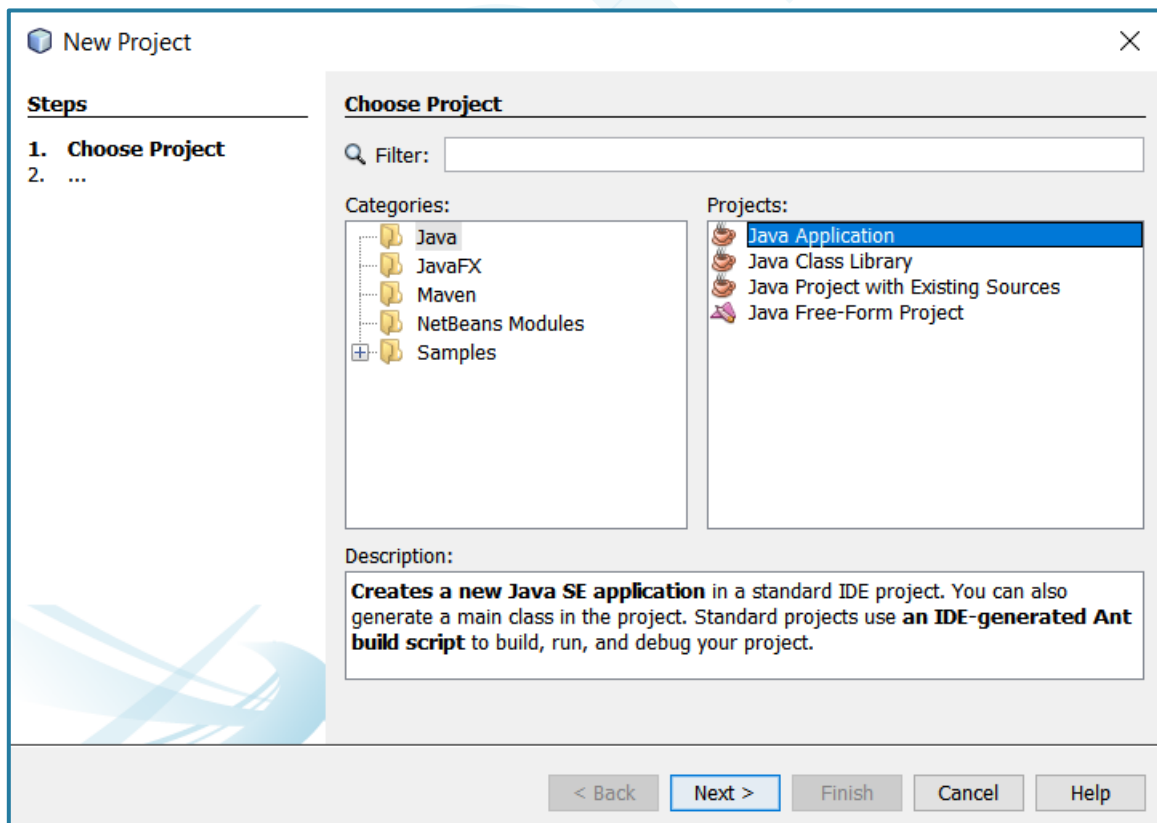 New Project
Steps
1. Choose Project
2. ...
Choose Project
Filter:
Categories:
Java
JavaFX
Maven
NetBeans Modules
Samples
Projects:
Java Application
Java Class Library
Java Project with Existing Sources
Java Free-Form Project
Description:
Creates a new Java SE application in a standard IDE project. You can also
generate a main class in the project. Standard projects use an IDE-generated Ant
build script to build, run, and debug your project.
< Back Next > Finish Cancel Help